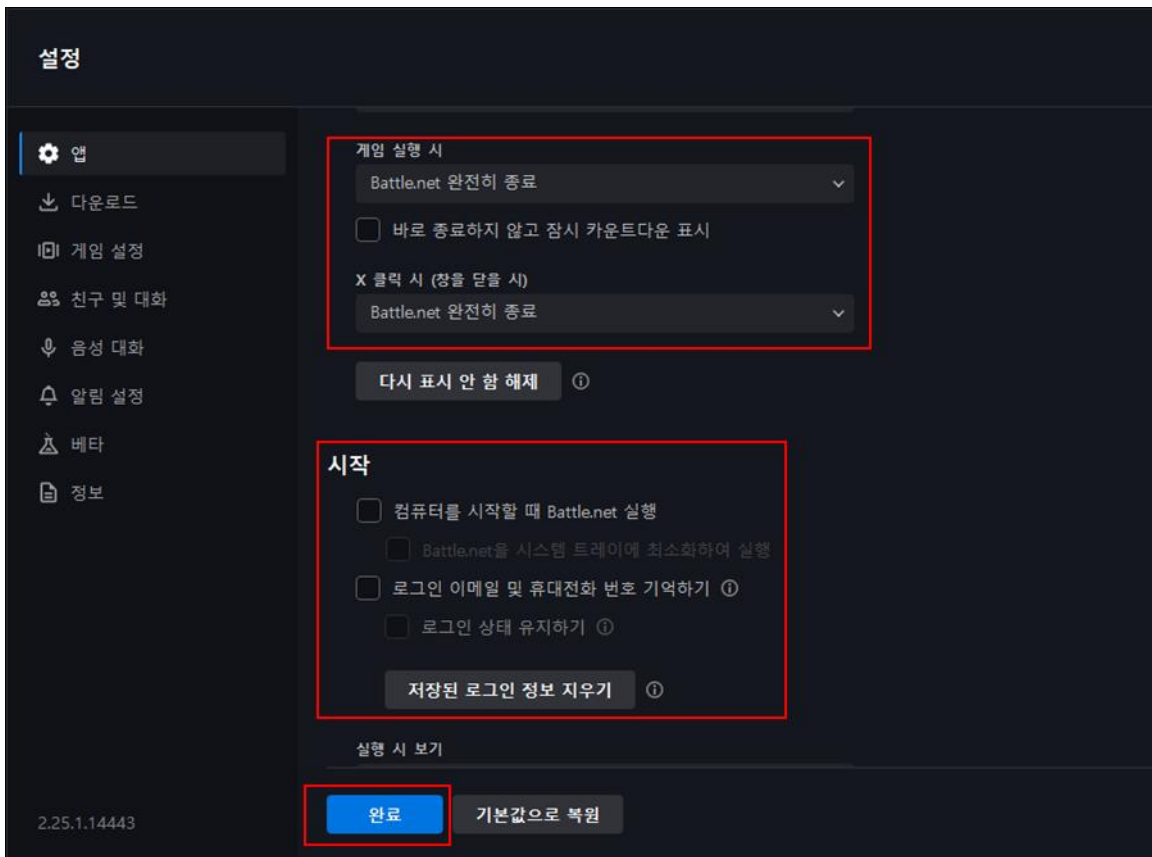 설정
앱
다운로드
게임 설정
친구 및 대화
음성 대화
알림 설정
베타
정보
2.25.1.14443
게임 실행 시
Battle.net 완전히 종료
바로 종료하지 않고 잠시 카운트다운 표시
X 클릭 시 (창을 닫을 시)
Battle.net 완전히 종료
다시 표시 안 함 해제
시작
컴퓨터를 시작할 때 Battle.net 실행
Battle.net을 시스템 트레이에 최소화하여 실행
로그인 이메일 및 휴대전화 번호 기억하기
로그인 상태 유지하기
저장된 로그인 정보 지우기
실행 시 보기
완료
기본값으로 복원